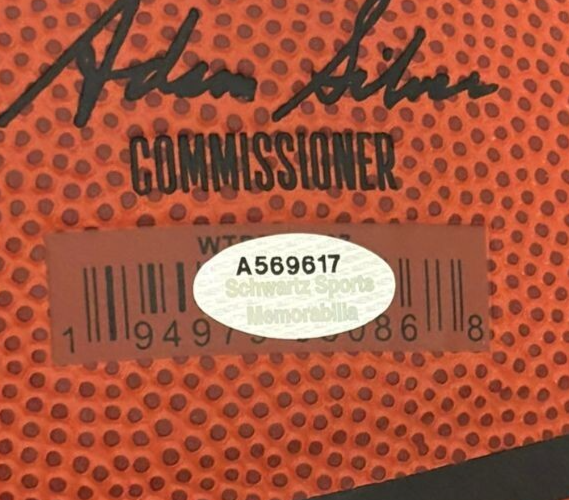 Adam Silver
COMMISSIONER
A569617
Schwartz Sports
Memorabilia